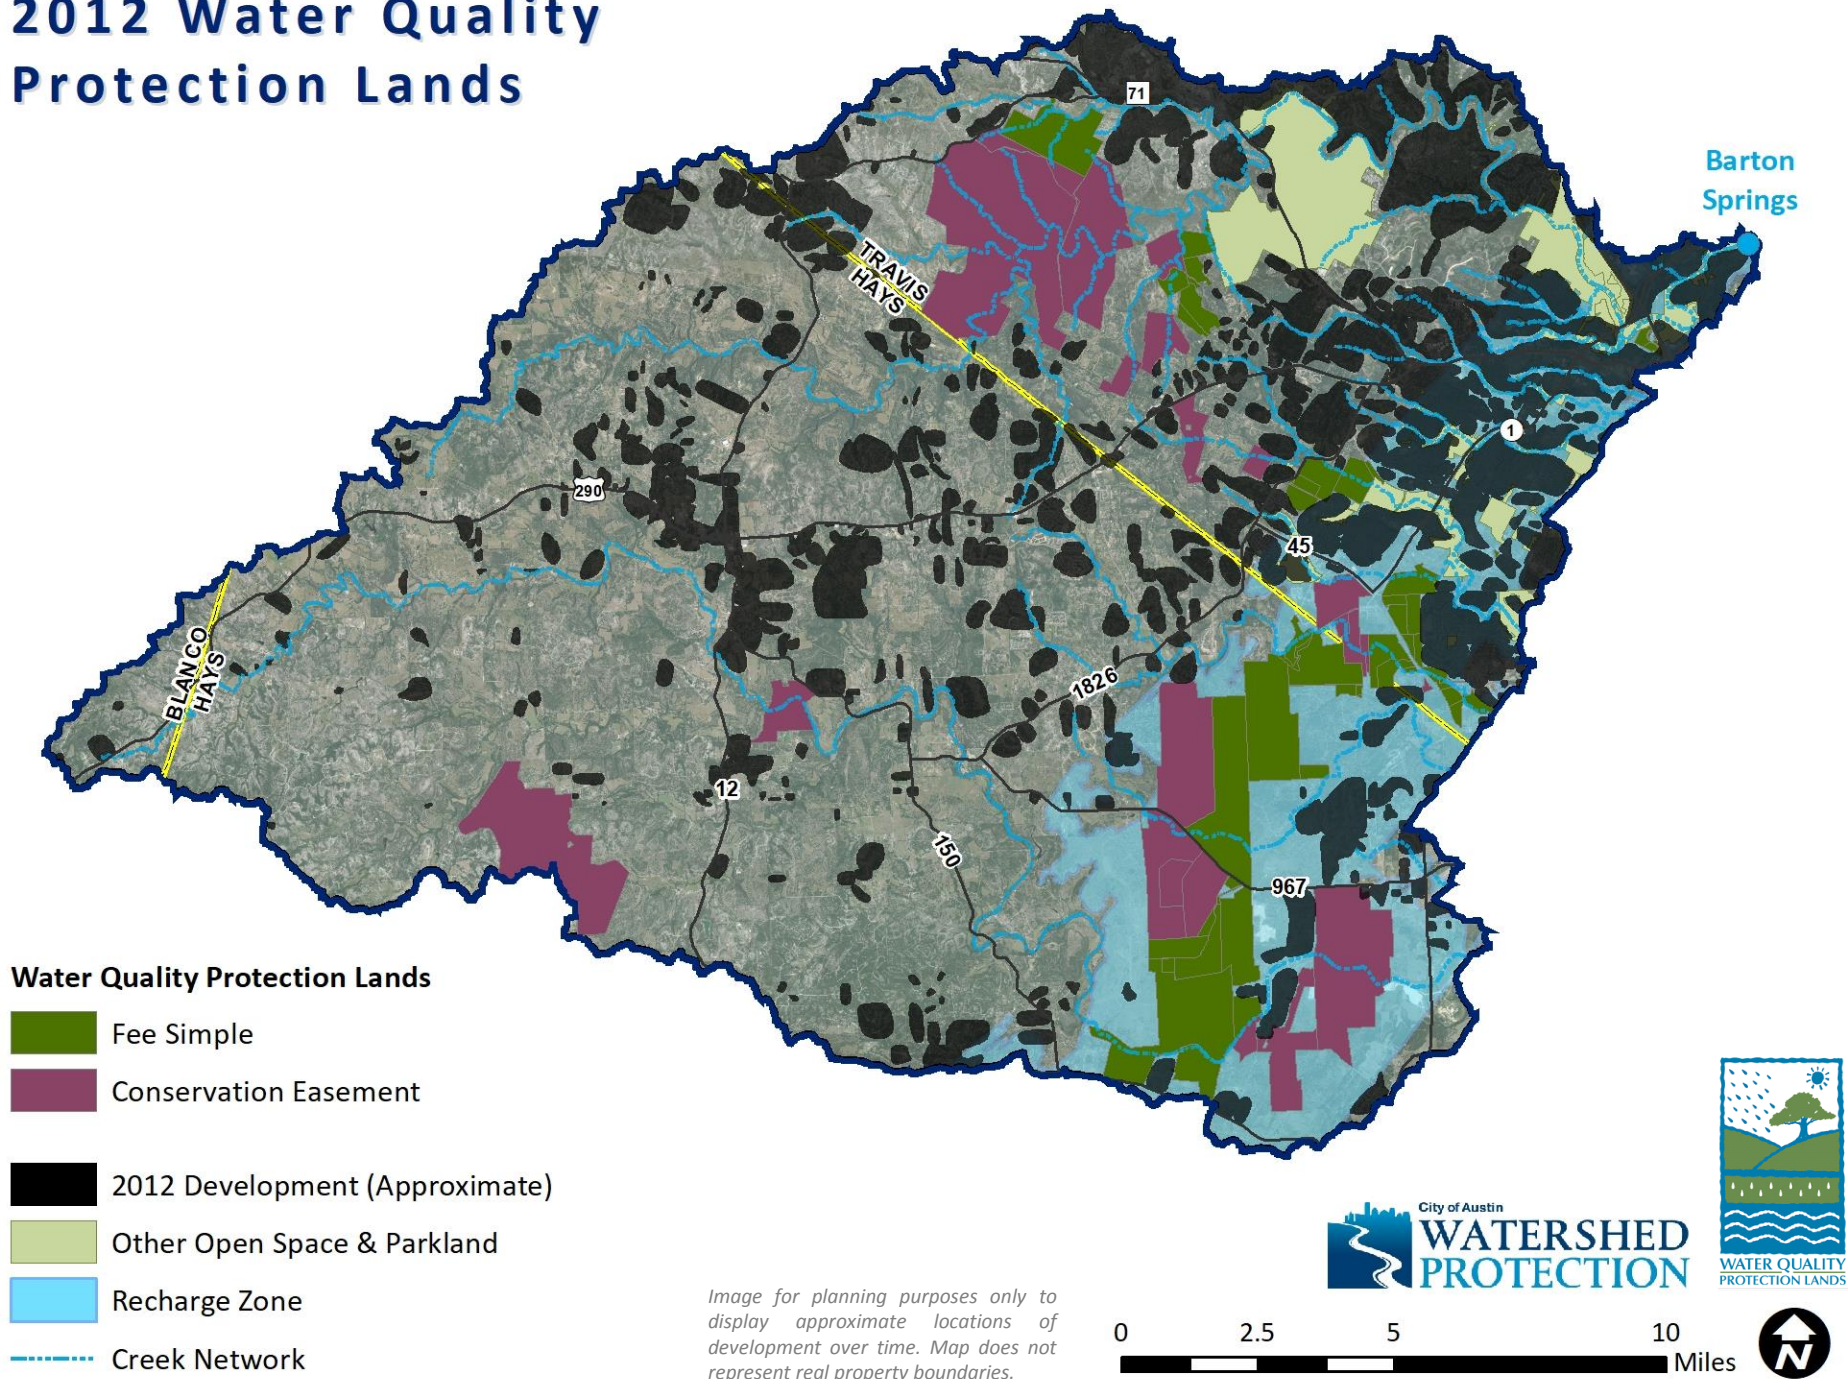 2012 Water Quality
Protection Lands
71
Barton
Springs
TRAVIS
HAYS
1
290
45
BLANCO
HAYS
1826
12
150
967
Water Quality Protection Lands
Fee Simple
Conservation Easement
2012 Development (Approximate)
Other Open Space & Parkland
Recharge Zone
Creek Network
Image for planning purposes only to
display approximate locations of
development over time. Map does not
represent real property boundaries.
City of Austin
WATERSHED
PROTECTION
WATER QUALITY
PROTECTION LANDS
0 2.5 5 10
Miles
N